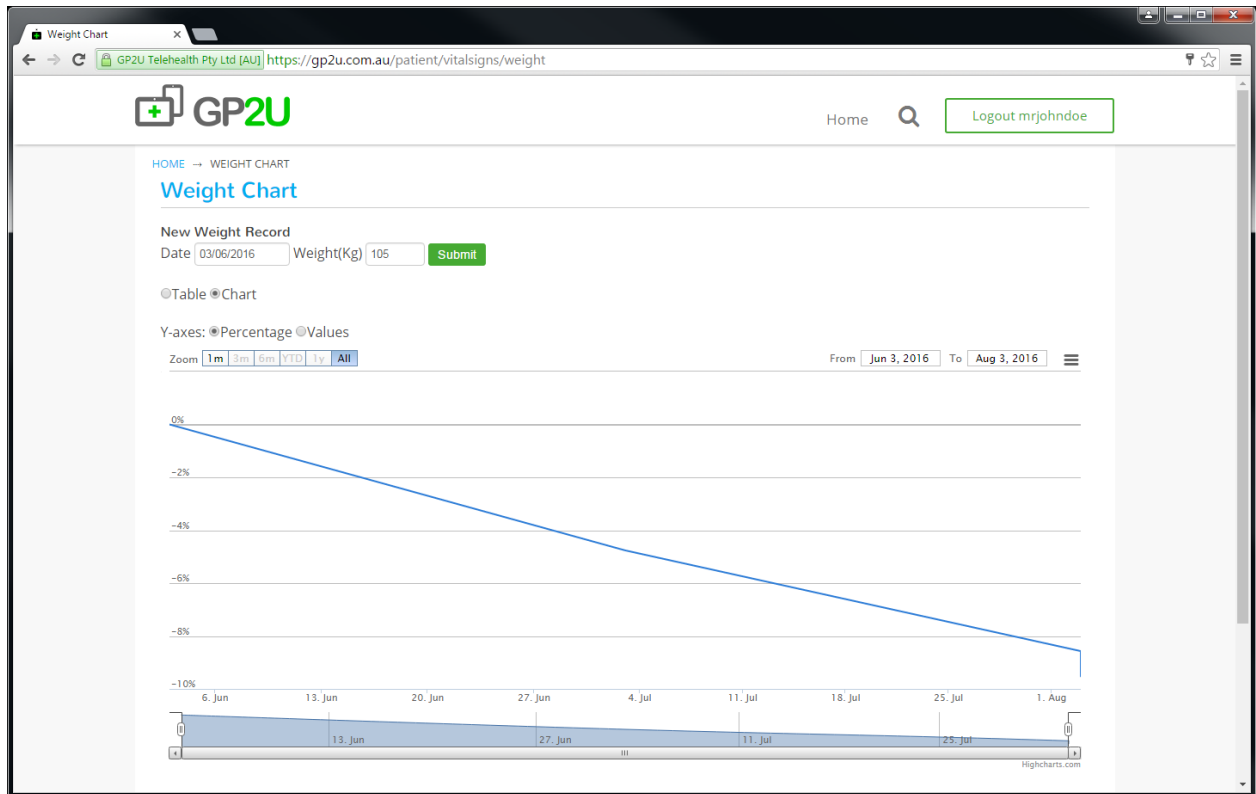 Weight Chart
GP2U Telehealth Pty Ltd [AU] https://gp2u.com.au/patient/vitalsigns/weight
GP2U
Home
Logout mrjohndoe
HOME → WEIGHT CHART
Weight Chart
New Weight Record
Date 03/06/2016 Weight(Kg) 105 Submit
Table Chart
Y-axes: Percentage Values
Zoom 1m 3m 6m YTD 1y All From Jun 3, 2016 To Aug 3, 2016
0%
-2%
-4%
-6%
-8%
-10%
6. Jun 13. Jun 20. Jun 27. Jun 4. Jul 11. Jul 18. Jul 25. Jul 1. Aug
13. Jun 27. Jun 11. Jul 25. Jul
Highcharts.com